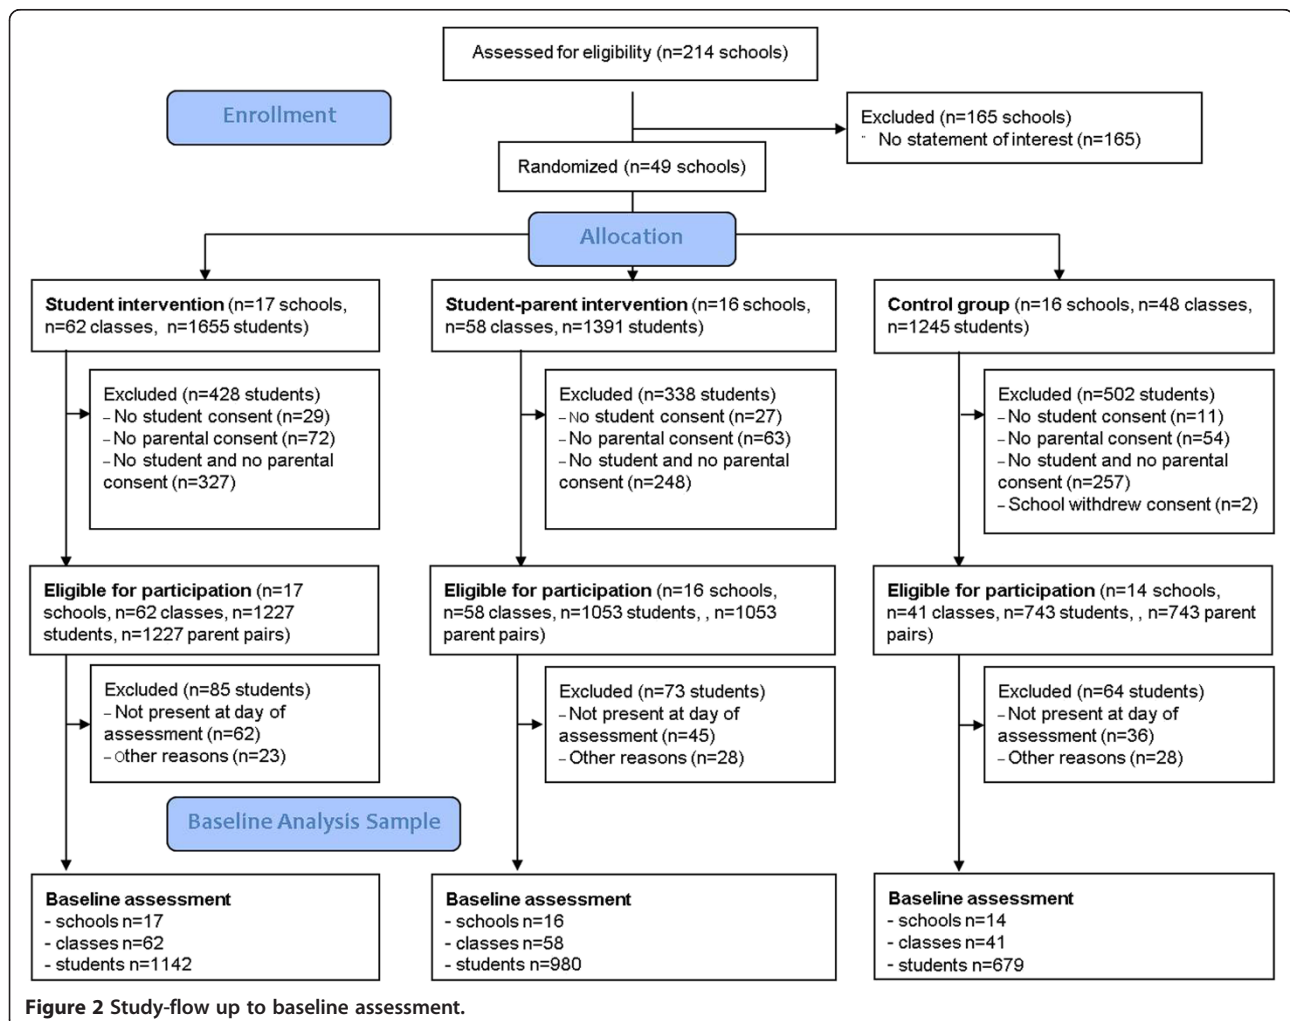 Assessed for eligibility (n=214 schools)
Enrollment
Excluded (n=165 schools)
¨ No statement of interest (n=165)
Randomized (n=49 schools)
Allocation
Student intervention (n=17 schools,
n=62 classes, n=1655 students)
Student-parent intervention (n=16 schools,
n=58 classes, n=1391 students)
Control group (n=16 schools, n=48 classes,
n=1245 students)
Excluded (n=428 students)
– No student consent (n=29)
– No parental consent (n=72)
– No student and no parental
consent (n=327)
Excluded (n=338 students)
– No student consent (n=27)
– No parental consent (n=63)
– No student and no parental
consent (n=248)
Excluded (n=502 students)
– No student consent (n=11)
– No parental consent (n=54)
– No student and no parental
consent (n=257)
– School withdrew consent (n=2)
Eligible for participation (n=17
schools, n=62 classes, n=1227
students, n=1227 parent pairs)
Eligible for participation (n=16 schools,
n=58 classes, n=1053 students, , n=1053
parent pairs)
Eligible for participation (n=14 schools,
n=41 classes, n=743 students, , n=743 parent
pairs)
Excluded (n=85 students)
– Not present at day of
assessment (n=62)
– Other reasons (n=23)
Excluded (n=73 students)
– Not present at day of
assessment (n=45)
– Other reasons (n=28)
Excluded (n=64 students)
– Not present at day of
assessment (n=36)
– Other reasons (n=28)
Baseline Analysis Sample
Baseline assessment
- schools n=17
- classes n=62
- students n=1142
Baseline assessment
- schools n=16
- classes n=58
- students n=980
Baseline assessment
- schools n=14
- classes n=41
- students n=679
Figure 2 Study-flow up to baseline assessment.